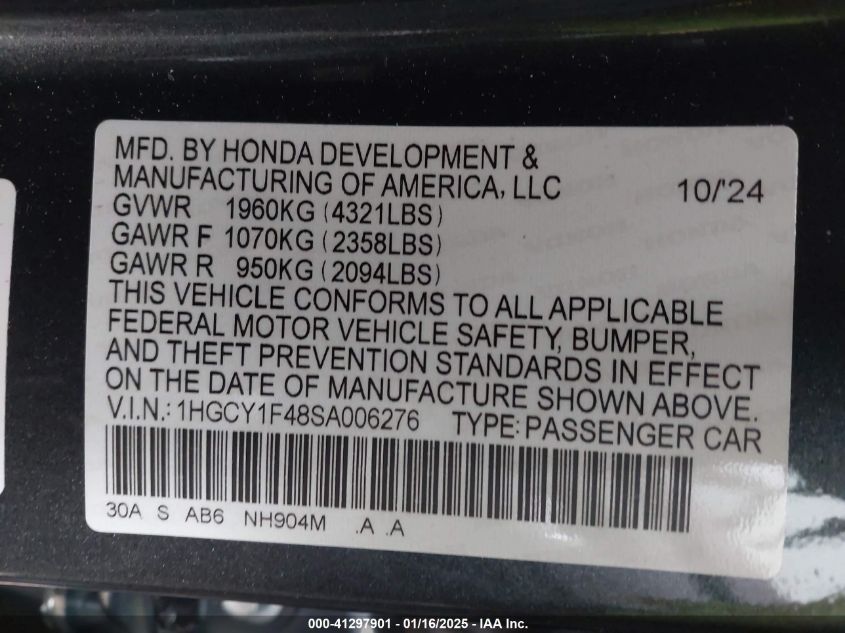 MFD. BY HONDA DEVELOPMENT &
MANUFACTURING OF AMERICA, LLC 10/'24
GVWR 1960KG (4321LBS)
GAWR F 1070KG (2358LBS)
GAWR R 950KG (2094LBS)
THIS VEHICLE CONFORMS TO ALL APPLICABLE
FEDERAL MOTOR VEHICLE SAFETY, BUMPER,
AND THEFT PREVENTION STANDARDS IN EFFECT
ON THE DATE OF MANUFACTURE SHOWN ABOVE.
V.I.N.: 1HGCY1F48SA006276 TYPE: PASSENGER CAR
30A S AB6 NH904M .A .A
000-41297901 - 01/16/2025 - IAA Inc.